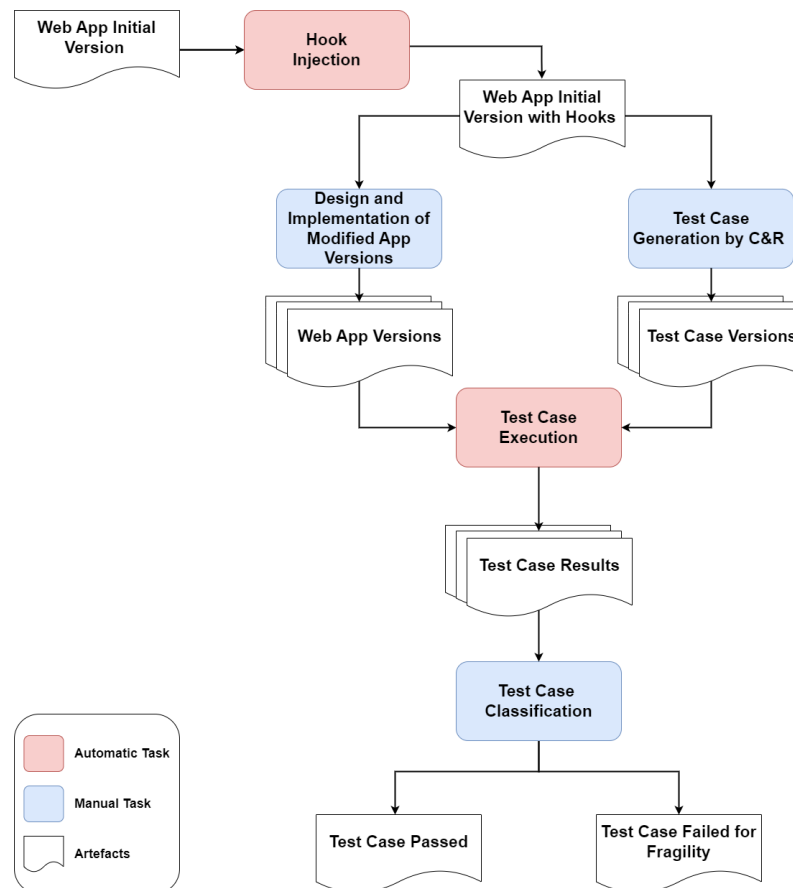 Web App Initial
Version
Hook
Injection
Web App Initial
Version with Hooks
Design and
Implementation of
Modified App
Versions
Test Case
Generation by C&R
Web App Versions
Test Case Versions
Test Case
Execution
Test Case Results
Test Case
Classification
Automatic Task
Manual Task
Artefacts
Test Case Passed
Test Case Failed for
Fragility